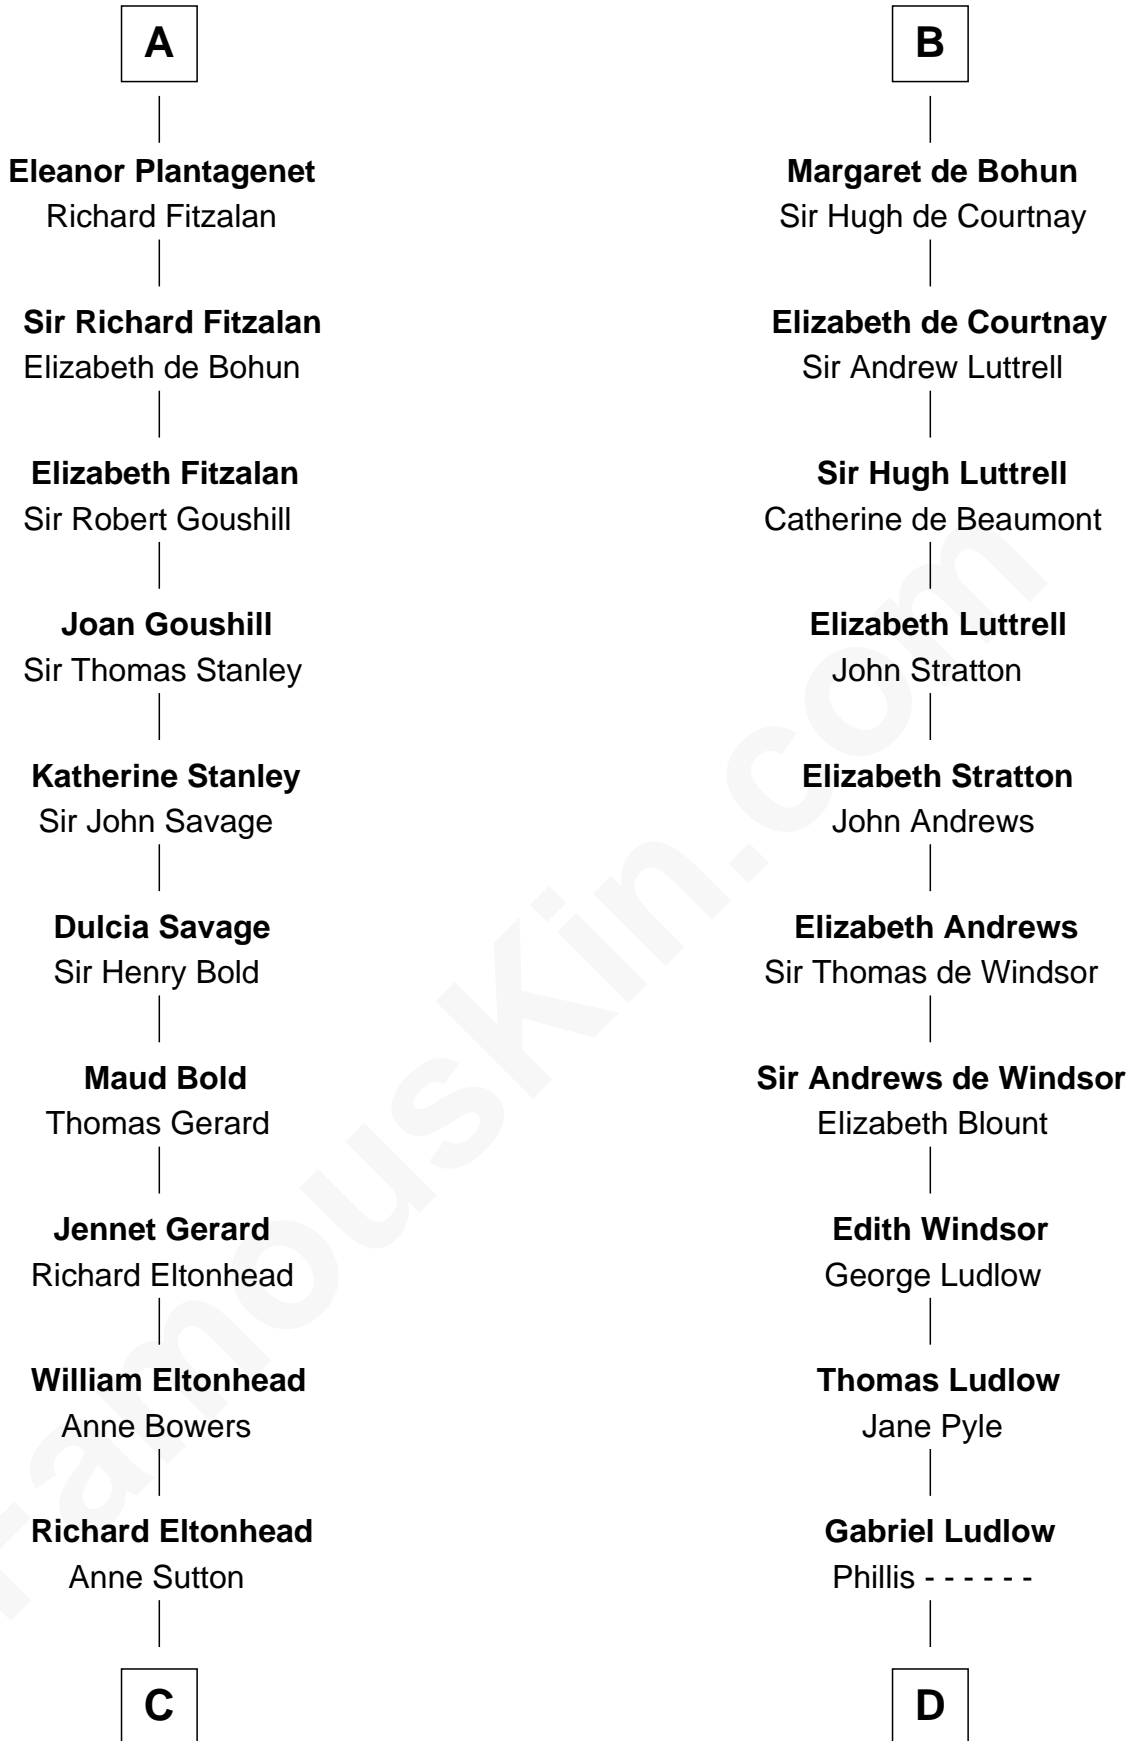 A
Eleanor Plantagenet
Richard Fitzalan
Sir Richard Fitzalan
Elizabeth de Bohun
Elizabeth Fitzalan
Sir Robert Goushill
Joan Goushill
Sir Thomas Stanley
Katherine Stanley
Sir John Savage
Dulcia Savage
Sir Henry Bold
Maud Bold
Thomas Gerard
Jennet Gerard
Richard Eltonhead
William Eltonhead
Anne Bowers
Richard Eltonhead
Anne Sutton
C
B
Margaret de Bohun
Sir Hugh de Courtnay
Elizabeth de Courtnay
Sir Andrew Luttrell
Sir Hugh Luttrell
Catherine de Beaumont
Elizabeth Luttrell
John Stratton
Elizabeth Stratton
John Andrews
Elizabeth Andrews
Sir Thomas de Windsor
Sir Andrews de Windsor
Elizabeth Blount
Edith Windsor
George Ludlow
Thomas Ludlow
Jane Pyle
Gabriel Ludlow
Phillis - - - - - -
D
FamousKin.com